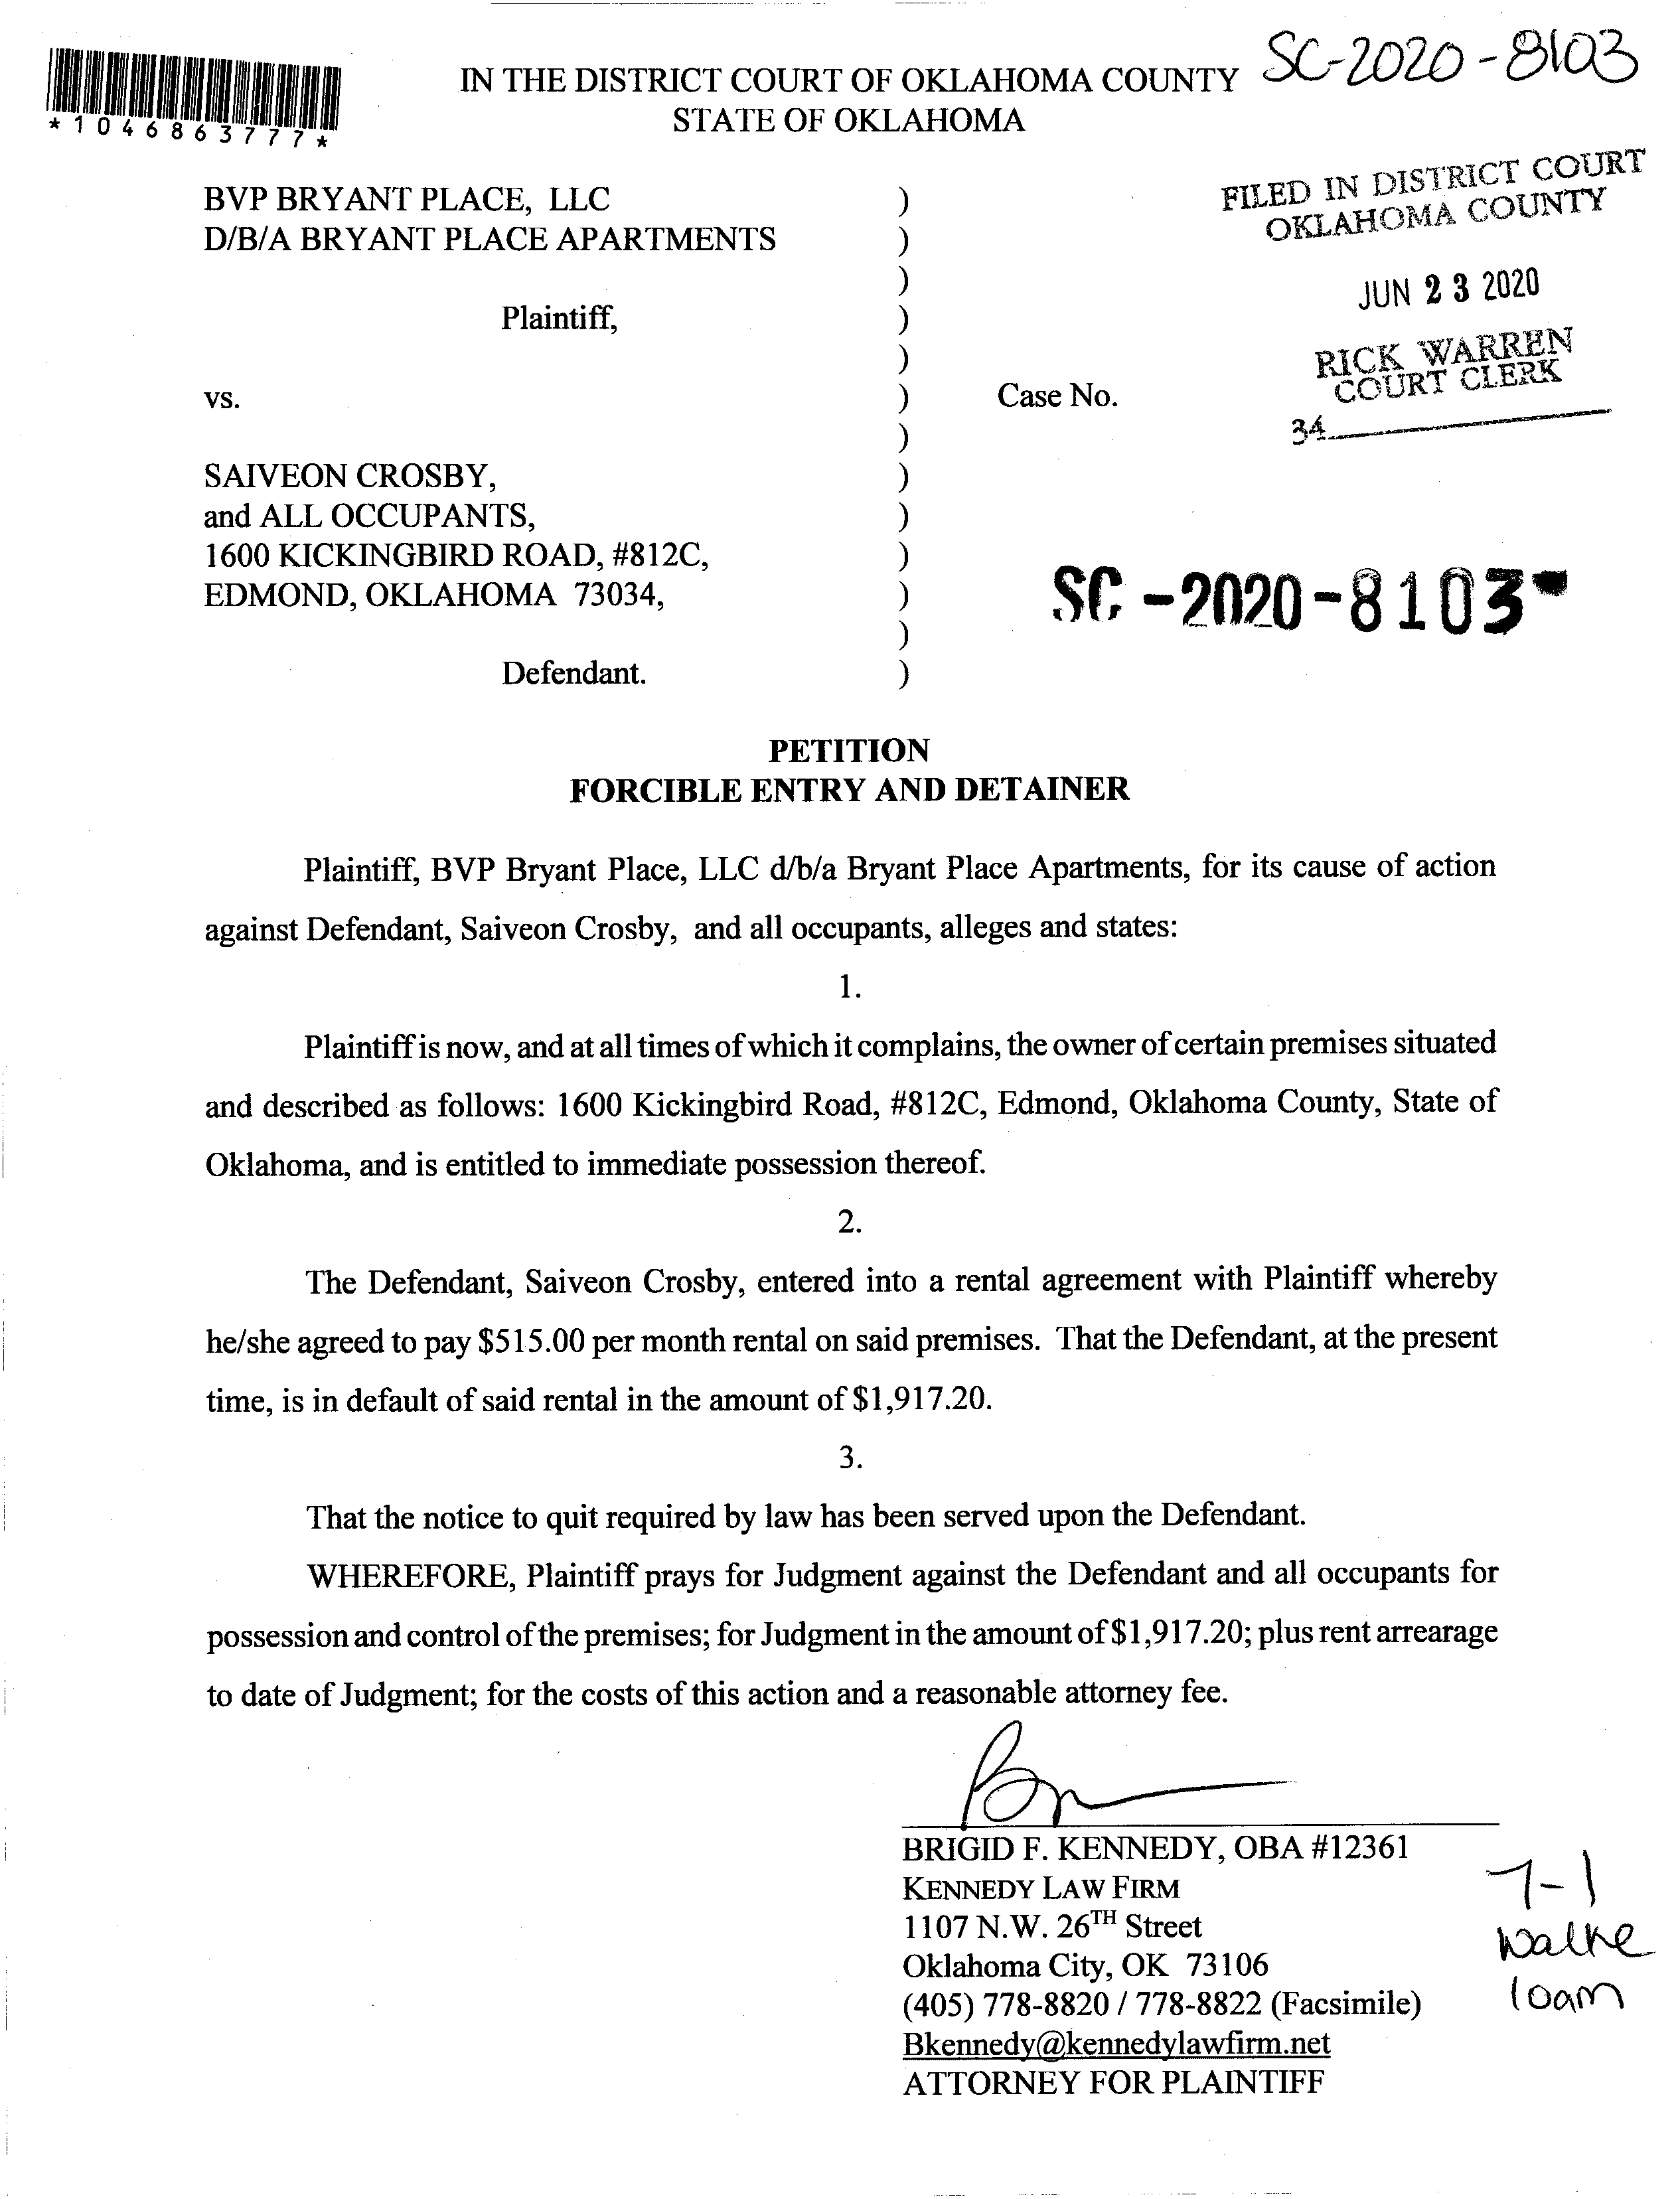 SC-2020-8103
*1046863777*
IN THE DISTRICT COURT OF OKLAHOMA COUNTY
STATE OF OKLAHOMA
FILED IN DISTRICT COURT
OKLAHOMA COUNTY
JUN 23 2020
RICK WARREN
COURT CLERK
34
BVP BRYANT PLACE, LLC )
D/B/A BRYANT PLACE APARTMENTS )
)
Plaintiff, )
)
vs. ) Case No.
)
SAIVEON CROSBY, )
and ALL OCCUPANTS, )
1600 KICKINGBIRD ROAD, #812C, )
EDMOND, OKLAHOMA 73034, )
)
Defendant. )
SC-2020-8103
PETITION
FORCIBLE ENTRY AND DETAINER
Plaintiff, BVP Bryant Place, LLC d/b/a Bryant Place Apartments, for its cause of action
against Defendant, Saiveon Crosby, and all occupants, alleges and states:
1.
Plaintiff is now, and at all times of which it complains, the owner of certain premises situated
and described as follows: 1600 Kickingbird Road, #812C, Edmond, Oklahoma County, State of
Oklahoma, and is entitled to immediate possession thereof.
2.
The Defendant, Saiveon Crosby, entered into a rental agreement with Plaintiff whereby
he/she agreed to pay $515.00 per month rental on said premises. That the Defendant, at the present
time, is in default of said rental in the amount of $1,917.20.
3.
That the notice to quit required by law has been served upon the Defendant.
WHEREFORE, Plaintiff prays for Judgment against the Defendant and all occupants for
possession and control of the premises; for Judgment in the amount of $1,917.20; plus rent arrearage
to date of Judgment; for the costs of this action and a reasonable attorney fee.
BRIGID F. KENNEDY, OBA #12361
KENNEDY LAW FIRM
1107 N.W. 26TH Street
Oklahoma City, OK 73106
(405) 778-8820 / 778-8822 (Facsimile)
Bkennedy@kennedylawfirm.net
ATTORNEY FOR PLAINTIFF
7-1
Walke
10am